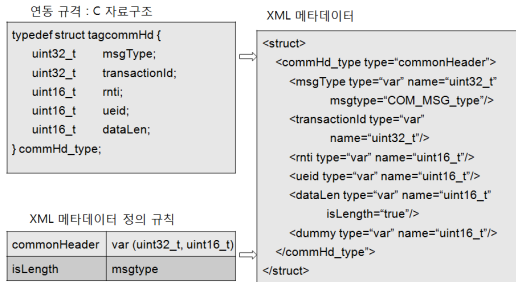 연동 규격 : C 자료구조
typedef struct tagcommHd {
uint32_t msgType;
uint32_t transactionId;
uint16_t rnti;
uint16_t ueid;
uint16_t dataLen;
} commHd_type;
XML 메타데이터 정의 규칙
commonHeader var (uint32_t, uint16_t)
isLength msgtype
XML 메타데이터
<struct>
<commHd_type type="commonHeader">
<msgType type="var" name="uint32_t"
msgtype="COM_MSG_type"/>
<transactionId type="var"
name="uint32_t"/>
<rnti type="var" name="uint16_t"/>
<ueid type="var" name="uint16_t"/>
<dataLen type="var" name="uint16_t"
isLength="true"/>
<dummy type="var" name="uint16_t"/>
</commHd_type">
</struct>